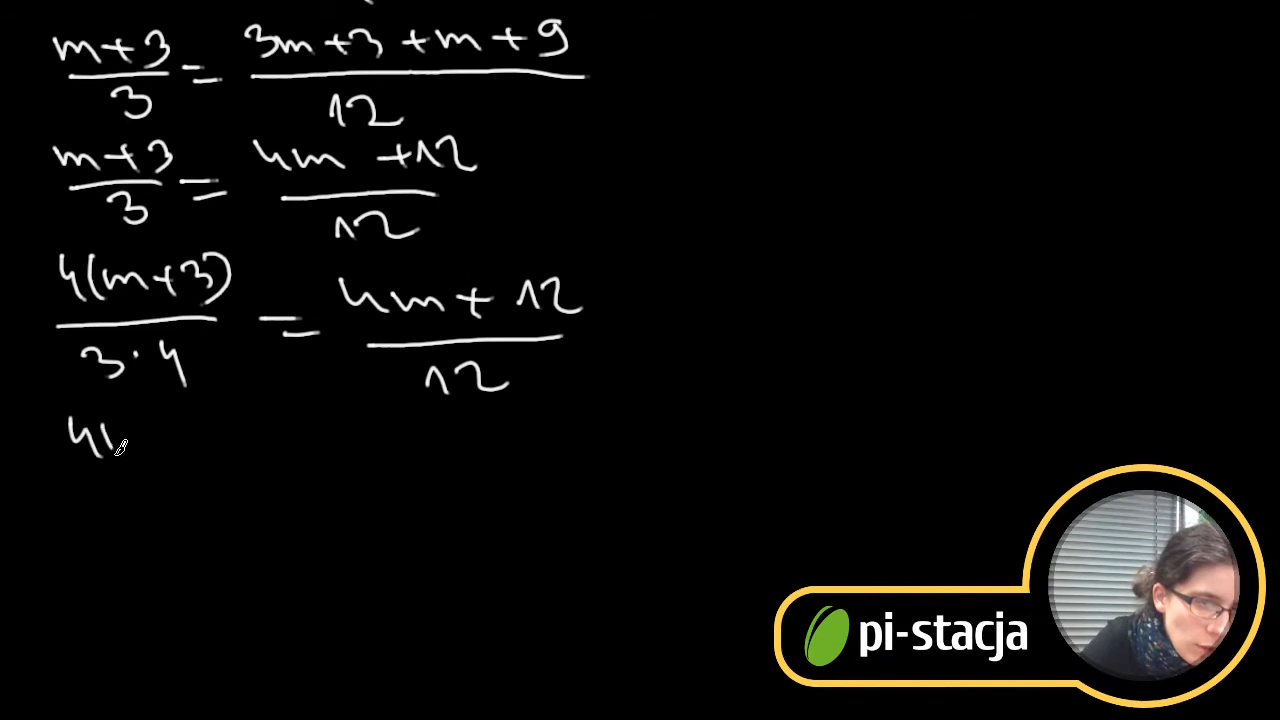 m+3/3 = 3m+3+m+9/12
m+3/3 = 4m +12/12
4(m+3)/3·4 = 4m+12/12
4
pi-stacja